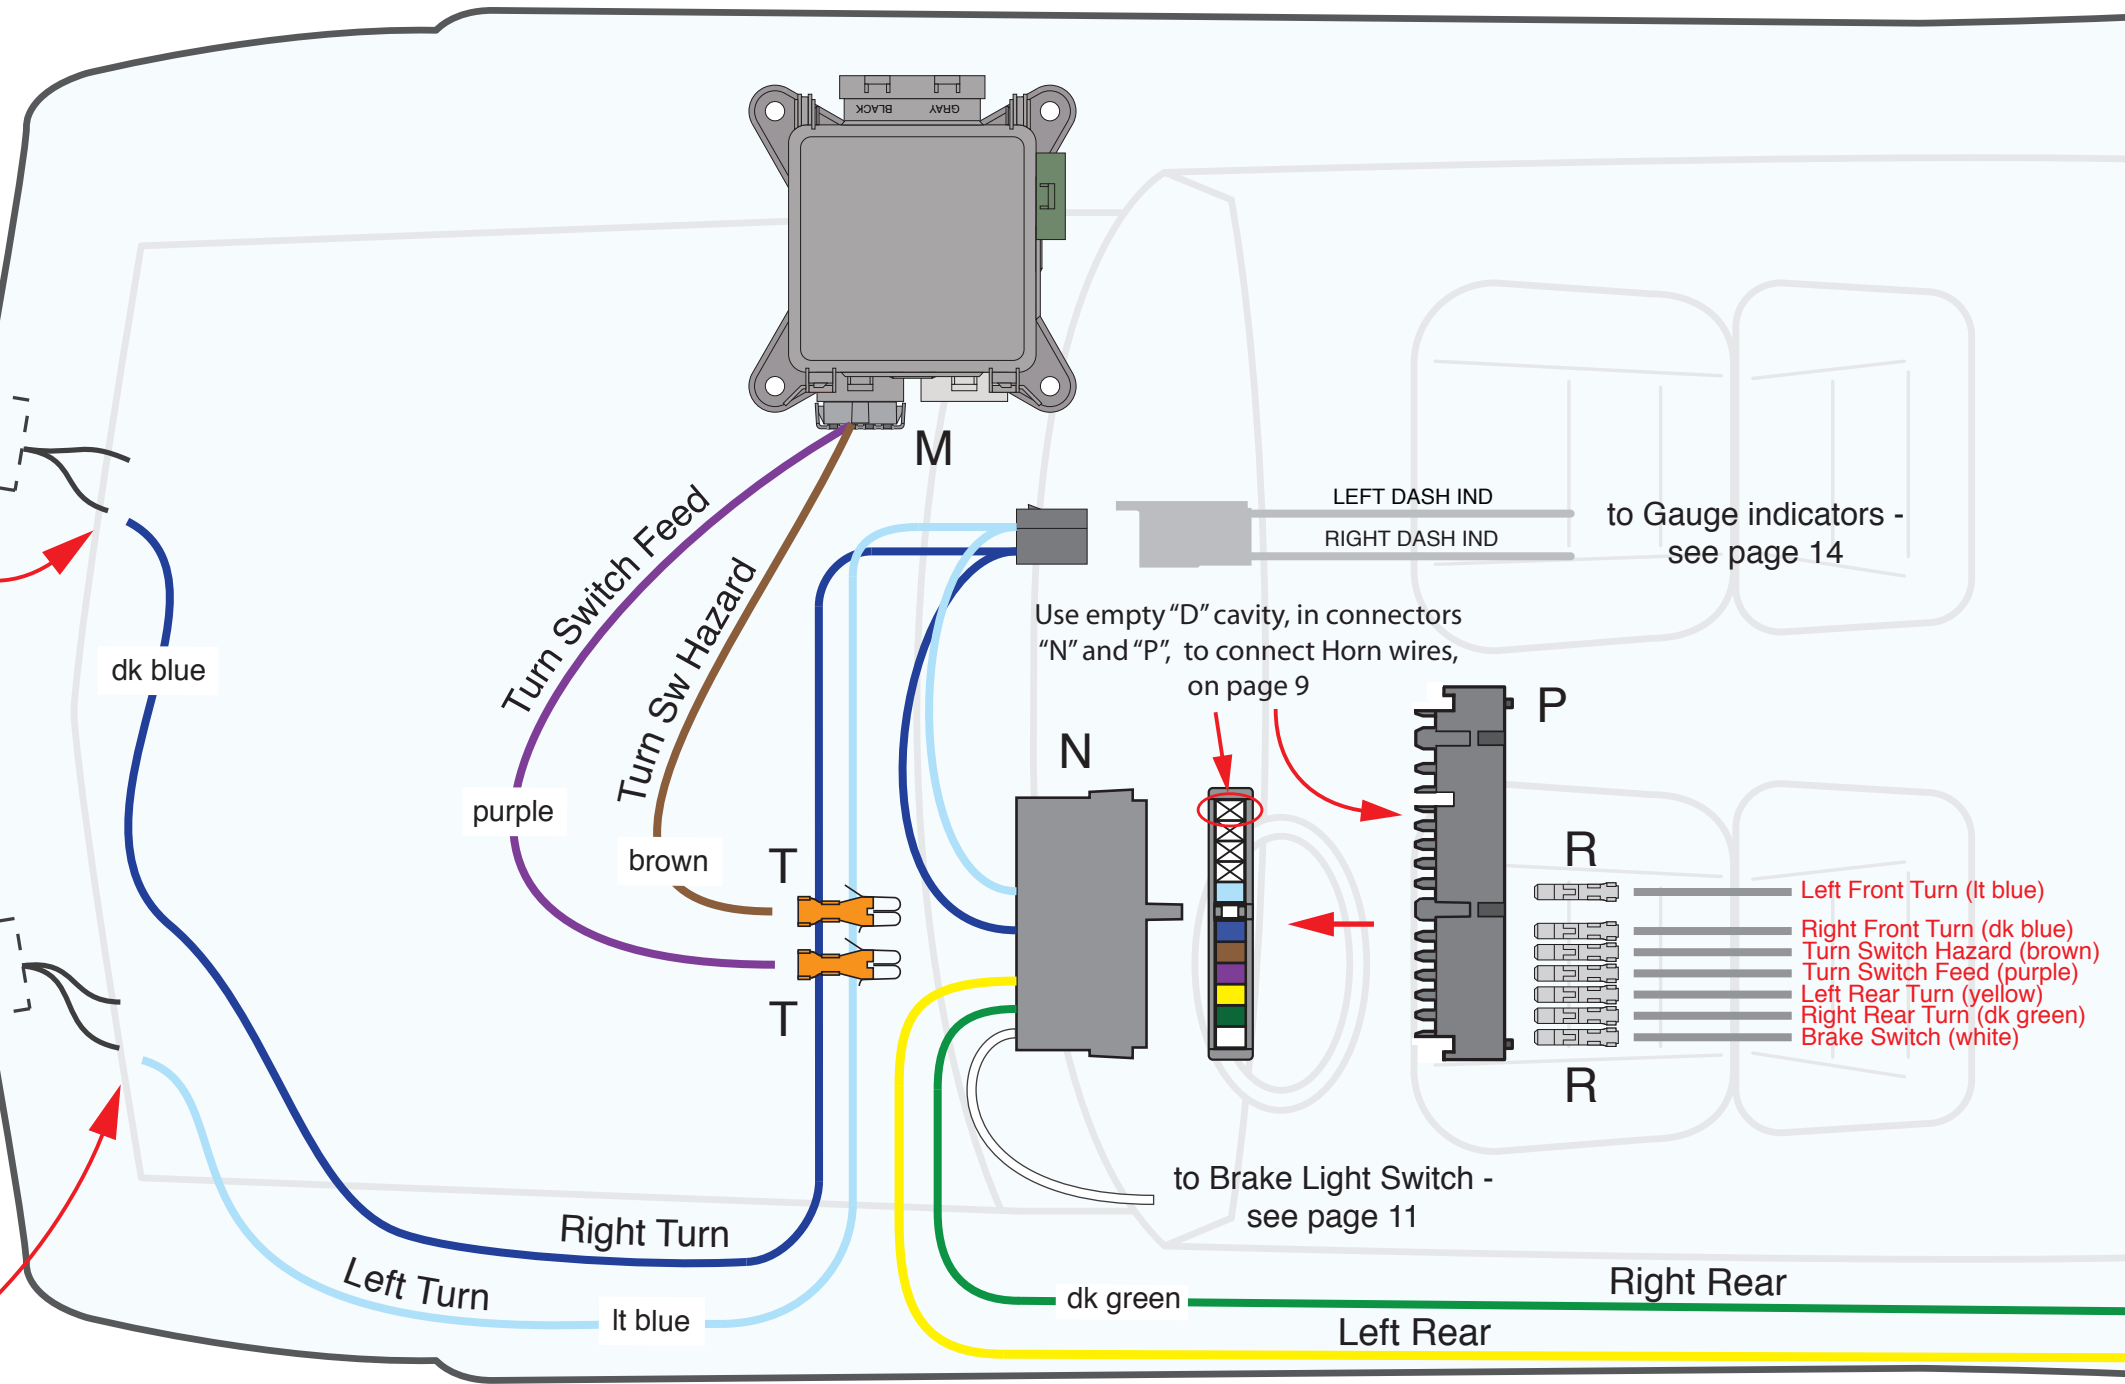 BLACK
GRAY
M
Turn Switch Feed
Turn Sw Hazard
LEFT DASH IND
RIGHT DASH IND
to Gauge indicators -
see page 14
Use empty “D” cavity, in connectors
“N” and “P”,  to connect Horn wires,
on page 9
dk blue
purple
brown
T
T
N
P
R
Left Front Turn (lt blue)
Right Front Turn (dk blue)
Turn Switch Hazard (brown)
Turn Switch Feed (purple)
Left Rear Turn (yellow)
Right Rear Turn (dk green)
Brake Switch (white)
R
to Brake Light Switch -
see page 11
Right Turn
Left Turn
lt blue
dk green
Right Rear
Left Rear